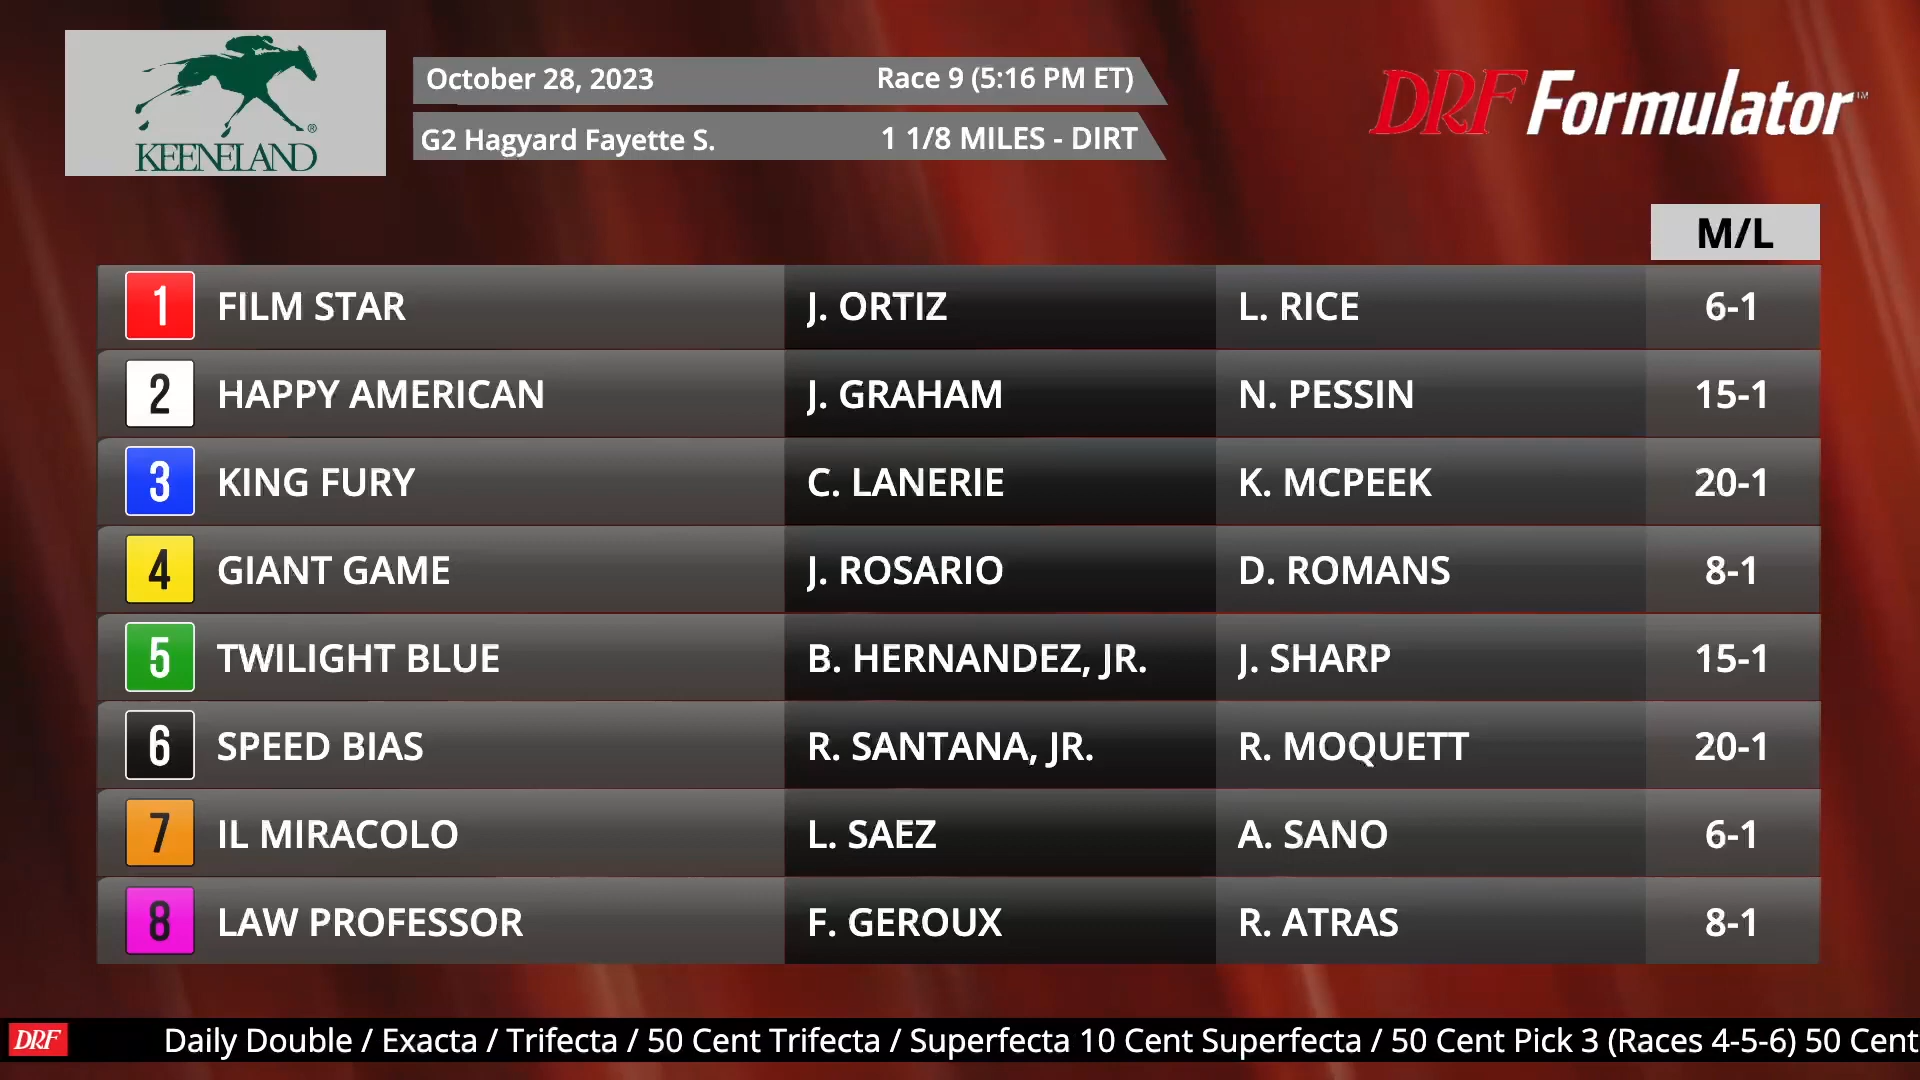 KEENELAND ®
October 28, 2023 Race 9 (5:16 PM ET)
G2 Hagyard Fayette S. 1 1/8 MILES - DIRT
DRF Formulator™
M/L
1 FILM STAR J. ORTIZ L. RICE 6-1
2 HAPPY AMERICAN J. GRAHAM N. PESSIN 15-1
3 KING FURY C. LANERIE K. MCPEEK 20-1
4 GIANT GAME J. ROSARIO D. ROMANS 8-1
5 TWILIGHT BLUE B. HERNANDEZ, JR. J. SHARP 15-1
6 SPEED BIAS R. SANTANA, JR. R. MOQUETT 20-1
7 IL MIRACOLO L. SAEZ A. SANO 6-1
8 LAW PROFESSOR F. GEROUX R. ATRAS 8-1
DRF Daily Double / Exacta / Trifecta / 50 Cent Trifecta / Superfecta 10 Cent Superfecta / 50 Cent Pick 3 (Races 4-5-6) 50 Cent